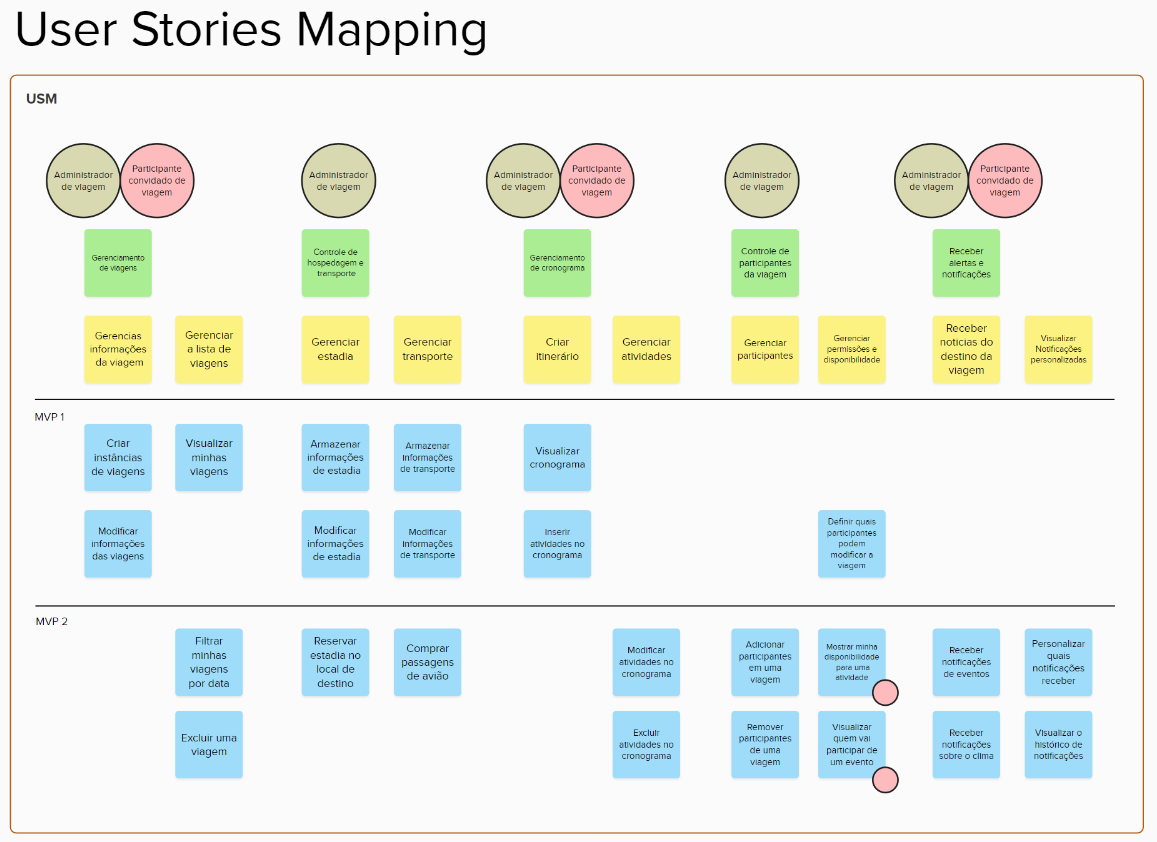 User Stories Mapping
USM
Administrador
de viagem
Participante
convidado de
viagem
Administrador
de viagem
Administrador
de viagem
Participante
convidado de
viagem
Administrador
de viagem
Administrador
de viagem
Participante
convidado de
viagem
Gerenciamento
de viagens
Controle de
hospedagem e
transporte
Gerenciamento
de cronograma
Controle de
participantes
da viagem
Receber
alertas e
notificações
Gerencias
informações
da viagem
Gerenciar
a lista de
viagens
Gerenciar
estadia
Gerenciar
transporte
Criar
itinerário
Gerenciar
atividades
Gerenciar
participantes
Gerenciar
permissões e
disponibilidade
Receber
noticias do
destino da
viagem
Visualizar
Notificações
personalizadas
MVP 1
Criar
instâncias
de viagens
Visualizar
minhas
viagens
Armazenar
informações
de estadia
Armazenar
Informações
de transporte
Visualizar
cronograma
Modificar
informações
das viagens
Modificar
informações
de estadia
Modificar
Informações
de transporte
Inserir
atividades no
cronograma
Definir quais
participantes
podem
modificar a
viagem
MVP 2
Filtrar
minhas
viagens
por data
Reservar
estadia no
local de
destino
Comprar
passagens
de avião
Modificar
atividades no
cronograma
Adicionar
participantes
em uma
viagem
Mostrar minha
disponibilidade
para uma
atividade
Receber
notificações
de eventos
Personalizar
quais
notificações
receber
Excluir uma
viagem
Excluir
atividades no
cronograma
Remover
participantes
de uma
viagem
Visualizar
quem vai
participar de
um evento
Receber
notificações
sobre o clima
Visualizar o
histórico de
notificações